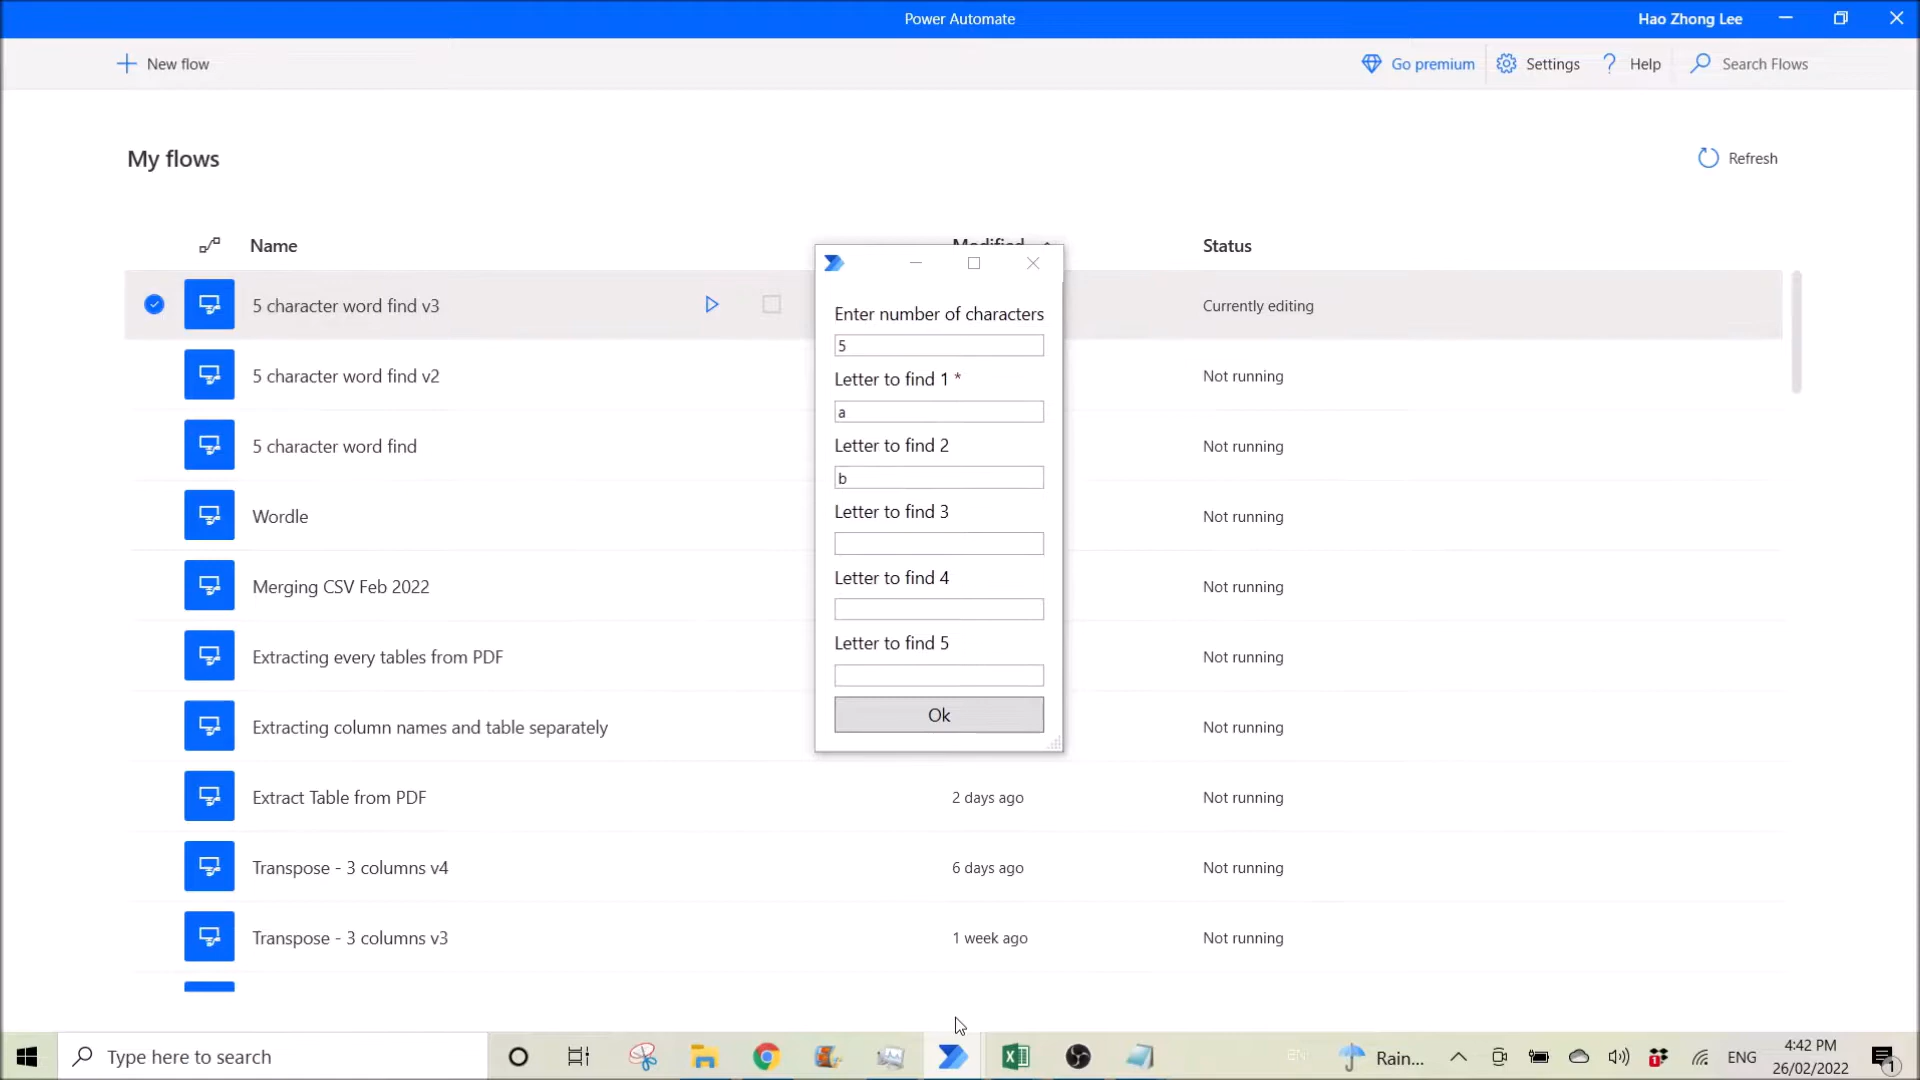 Power Automate
Hao Zhong Lee
New flow
Go premium
Settings
? Help
Search Flows
My flows
Refresh
Name
Modified
Status
5 character word find v3
Currently editing
5 character word find v2
Not running
5 character word find
Not running
Wordle
Not running
Merging CSV Feb 2022
Not running
Extracting every tables from PDF
Not running
Extracting column names and table separately
Not running
Extract Table from PDF
2 days ago
Not running
Transpose - 3 columns v4
6 days ago
Not running
Transpose - 3 columns v3
1 week ago
Not running
Enter number of characters
5
Letter to find 1 *
a
Letter to find 2
b
Letter to find 3
Letter to find 4
Letter to find 5
Ok
Type here to search
Rain...
ENG
4:42 PM
26/02/2022
1